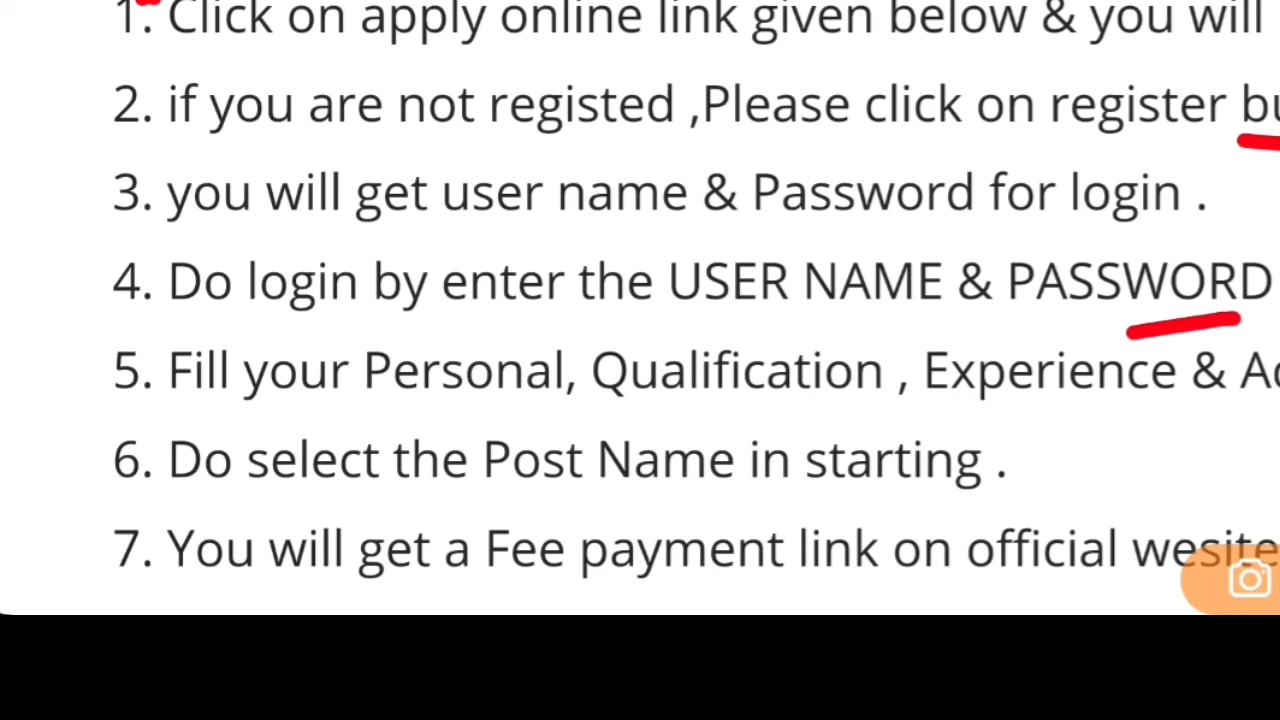 1. Click on apply online link given below & you will
2. if you are not registed ,Please click on register
3. you will get user name & Password for login .
4. Do login by enter the USER NAME & PASSWORD
5. Fill your Personal, Qualification , Experience &
6. Do select the Post Name in starting .
7. You will get a Fee payment link on official wesite